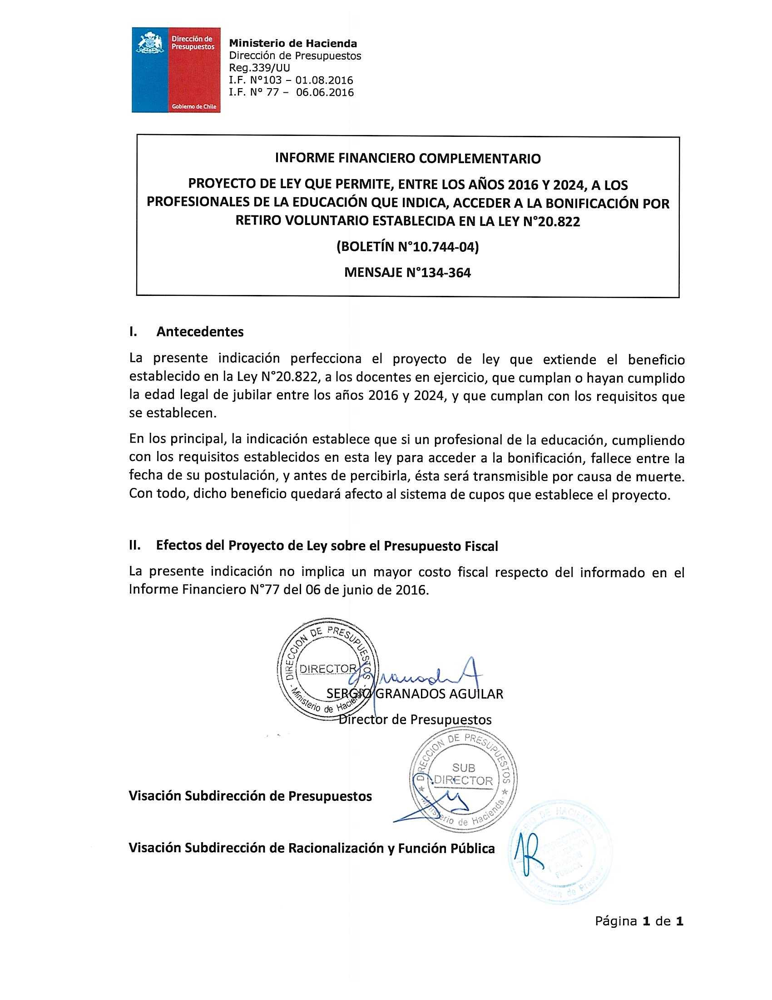 Dirección de
Presupuestos
Gobierno de Chile
Ministerio de Hacienda
Dirección de Presupuestos
Reg.339/UU
I.F. N°103 – 01.08.2016
I.F. N° 77 – 06.06.2016
INFORME FINANCIERO COMPLEMENTARIO
PROYECTO DE LEY QUE PERMITE, ENTRE LOS AÑOS 2016 Y 2024, A LOS
PROFESIONALES DE LA EDUCACIÓN QUE INDICA, ACCEDER A LA BONIFICACIÓN POR
RETIRO VOLUNTARIO ESTABLECIDA EN LA LEY N°20.822
(BOLETÍN N°10.744-04)
MENSAJE N°134-364
I. Antecedentes
La presente indicación perfecciona el proyecto de ley que extiende el beneficio
establecido en la Ley N°20.822, a los docentes en ejercicio, que cumplan o hayan cumplido
la edad legal de jubilar entre los años 2016 y 2024, y que cumplan con los requisitos que
se establecen.
En los principal, la indicación establece que si un profesional de la educación, cumpliendo
con los requisitos establecidos en esta ley para acceder a la bonificación, fallece entre la
fecha de su postulación, y antes de percibirla, ésta será transmisible por causa de muerte.
Con todo, dicho beneficio quedará afecto al sistema de cupos que establece el proyecto.
II. Efectos del Proyecto de Ley sobre el Presupuesto Fiscal
La presente indicación no implica un mayor costo fiscal respecto del informado en el
Informe Financiero N°77 del 06 de junio de 2016.
DIRECCION DE PRESUPUESTOS
DIRECTOR
Ministerio de Hacienda
SERGIO GRANADOS AGUILAR
Director de Presupuestos
DIRECCION DE PRESUPUESTOS
SUB
DIRECTOR
Ministerio de Hacienda
Visación Subdirección de Presupuestos
Visación Subdirección de Racionalización y Función Pública
DE HACIENDA
Página 1 de 1